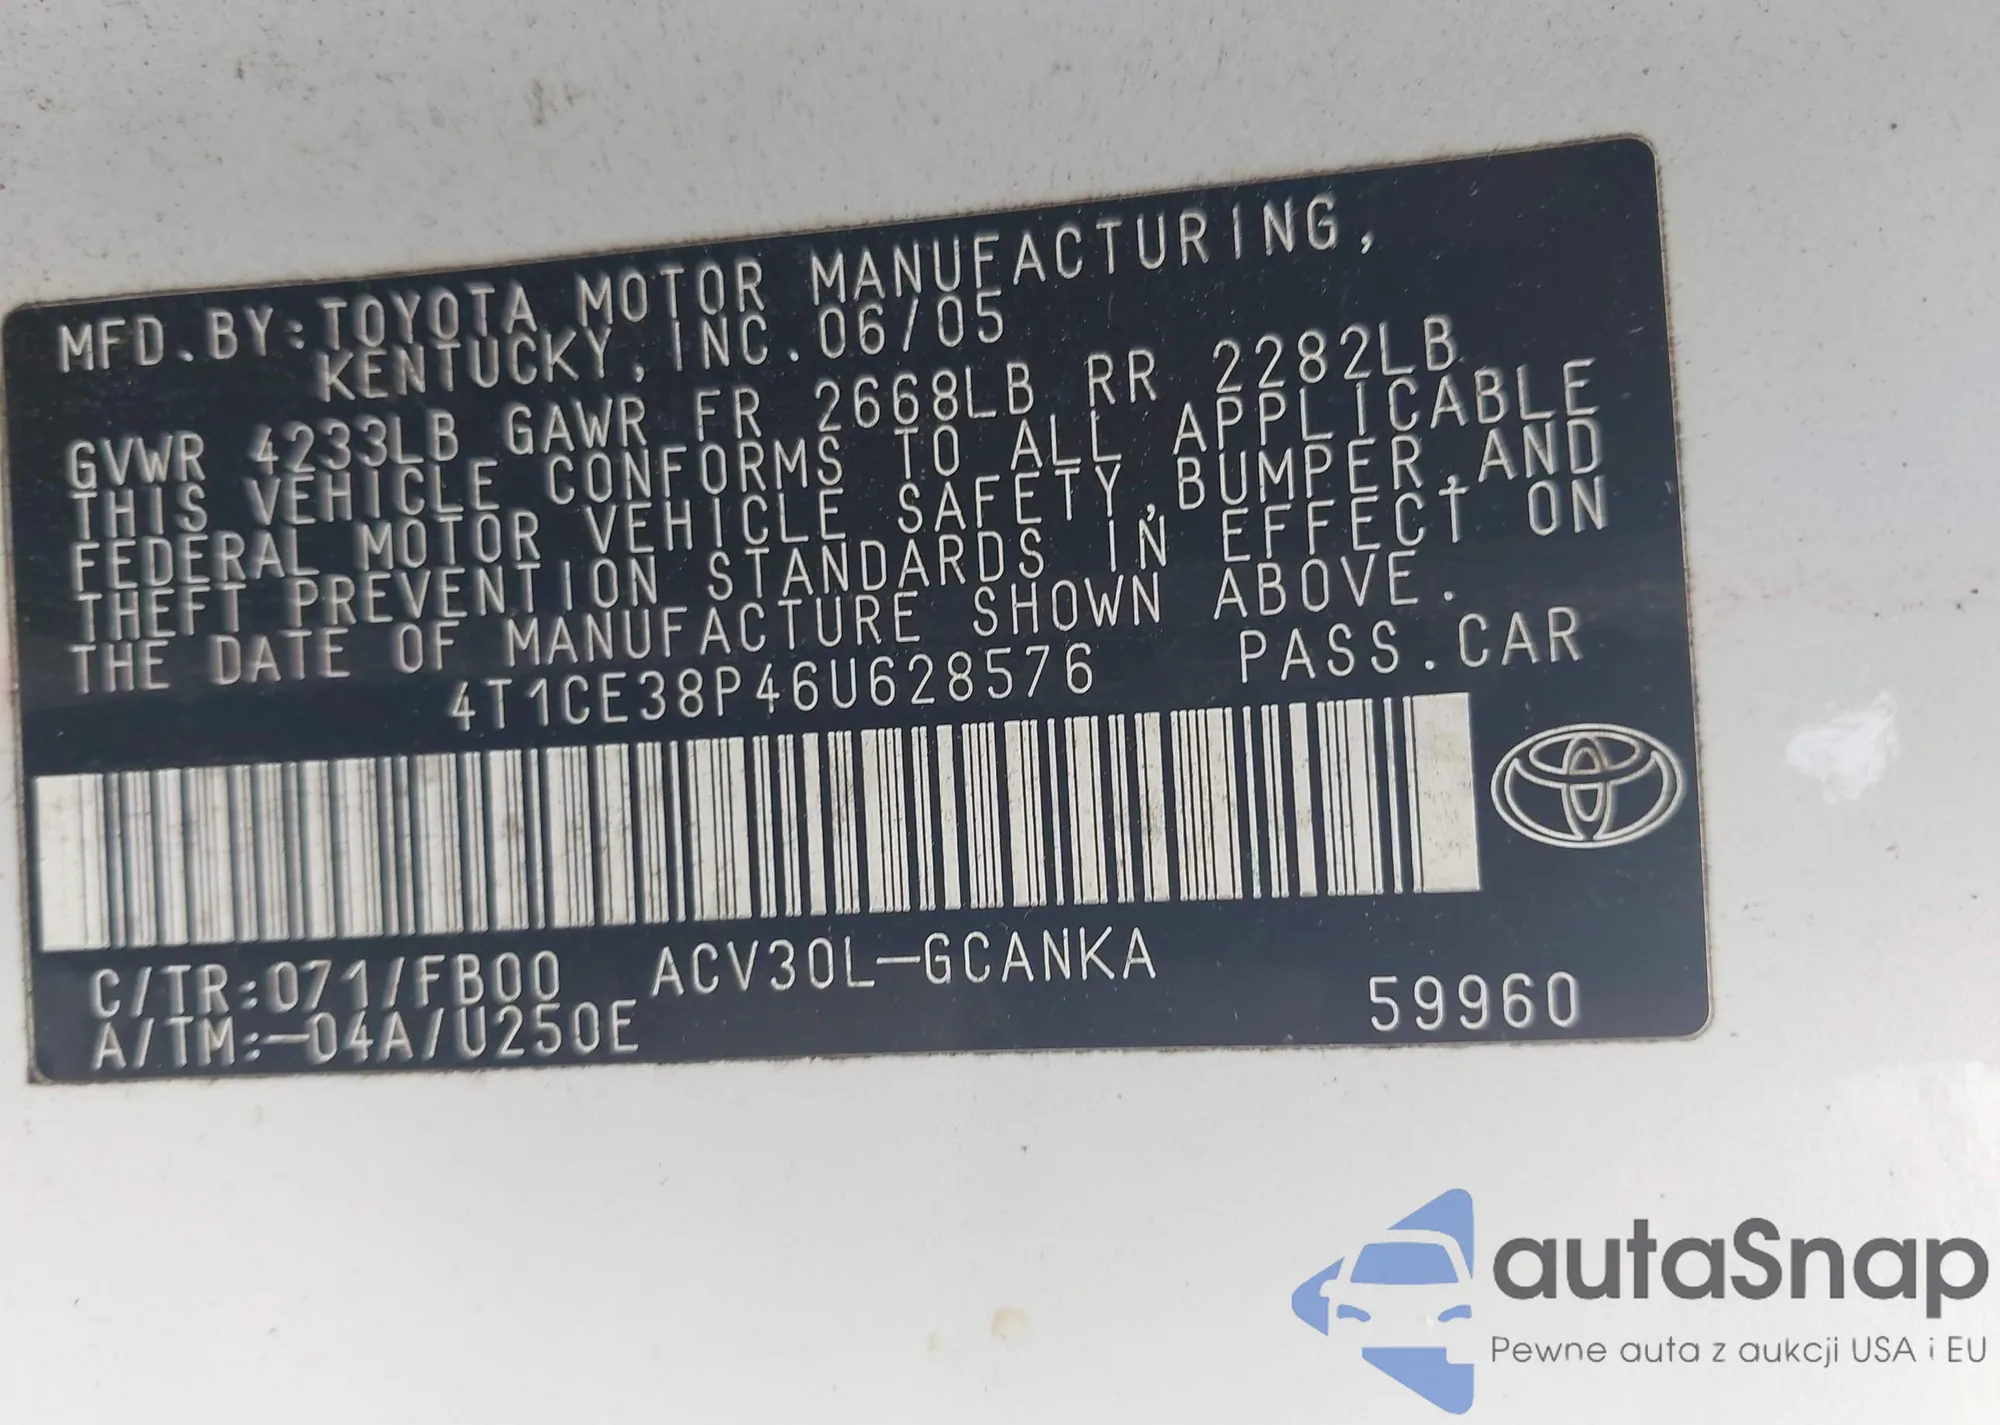 MFD.BY:TOYOTA MOTOR MANUFACTURING,
KENTUCKY, INC.06/05
GVWR 4233LB GAWR FR 2668LB RR 2282LB
THIS VEHICLE CONFORMS TO ALL APPLICABLE
FEDERAL MOTOR VEHICLE SAFETY,BUMPER,AND
THEFT PREVENTION STANDARDS IN EFFECT ON
THE DATE OF MANUFACTURE SHOWN ABOVE.
4T1CE38P46U628576 PASS.CAR
C/TR:071/FB00 ACV30L-GCANKA
A/TM:-04A/U250E 59960
autaSnap
Pewne auta z aukcji USA i EU